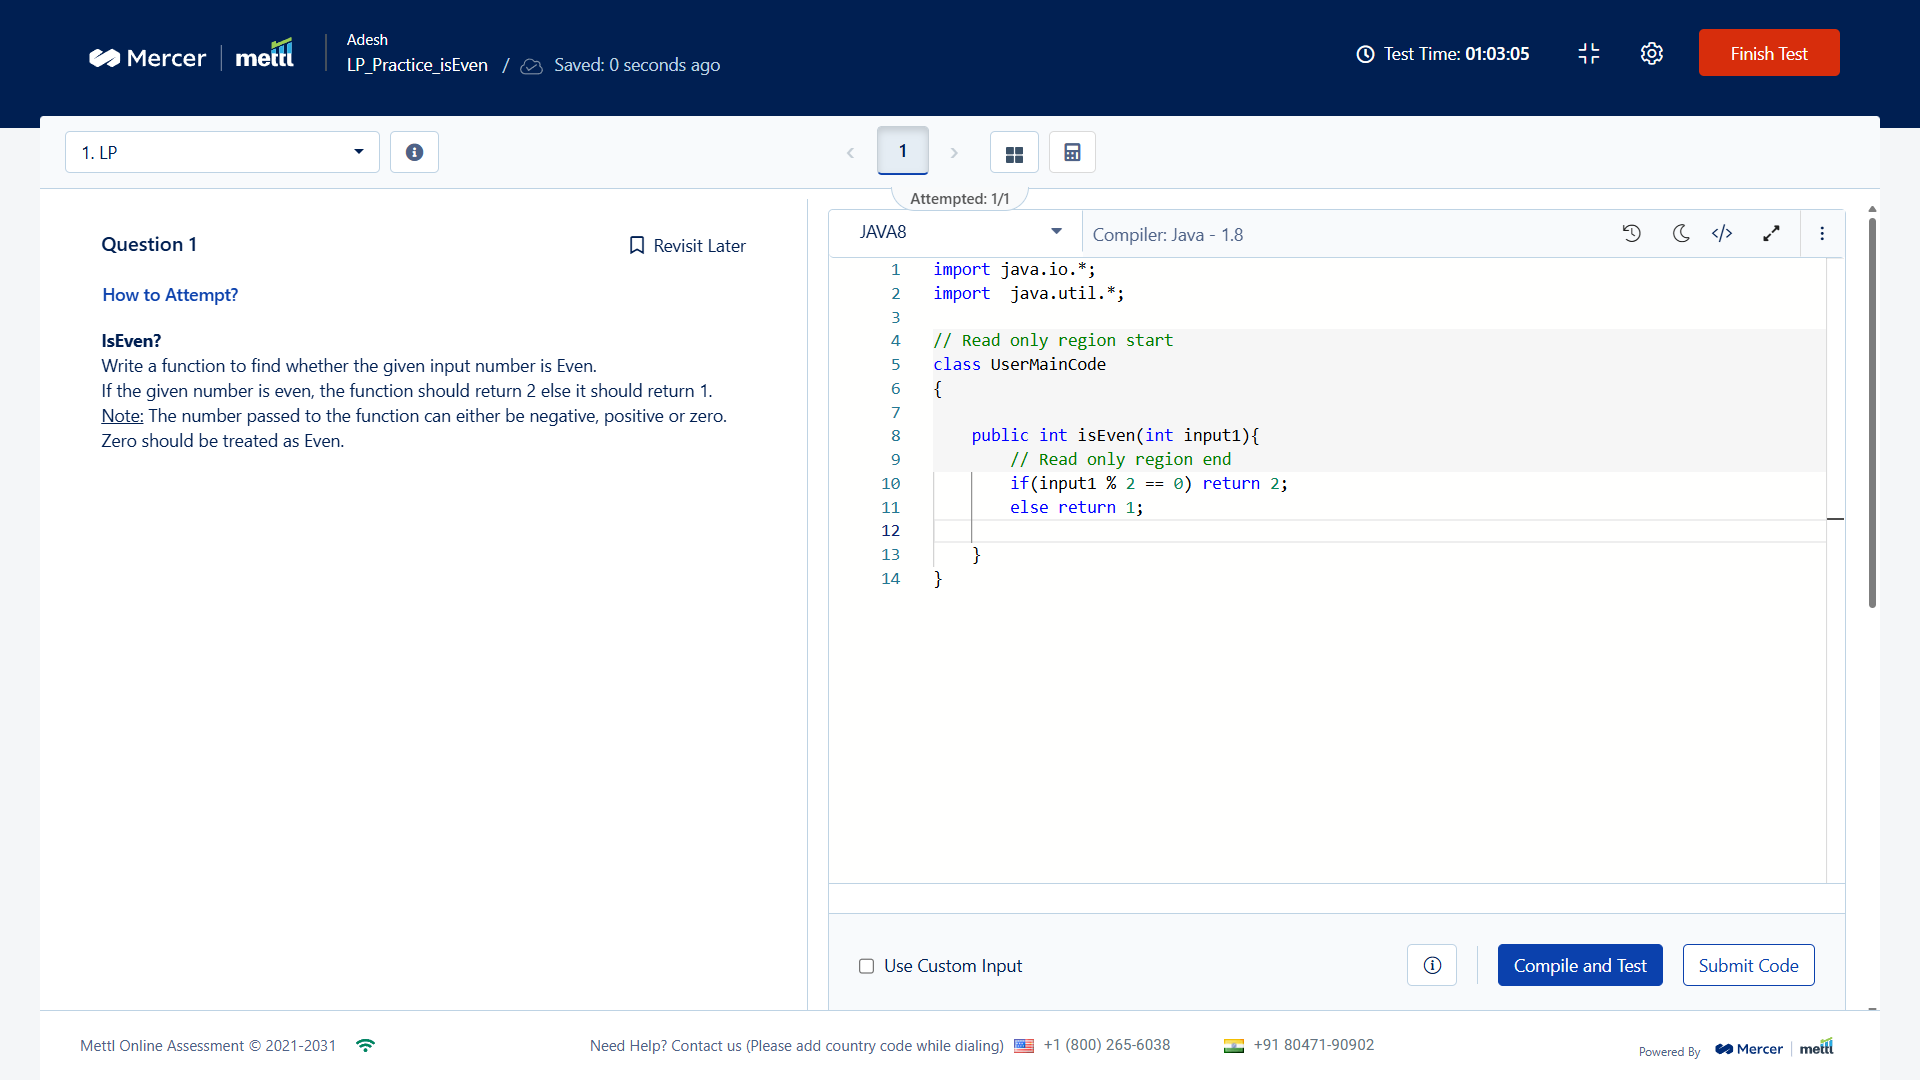 Mercer | mettl
Adesh
LP_Practice_isEven / Saved: 0 seconds ago
Test Time: 01:03:05
Finish Test
1. LP
1
Attempted: 1/1
Question 1
Revisit Later
How to Attempt?
IsEven?
Write a function to find whether the given input number is Even.
If the given number is even, the function should return 2 else it should return 1.
Note: The number passed to the function can either be negative, positive or zero.
Zero should be treated as Even.
JAVA8
Compiler: Java - 1.8
1 import java.io.*;
2 import  java.util.*;
3
4 // Read only region start
5 class UserMainCode
6 {
7
8     public int isEven(int input1){
9         // Read only region end
10         if(input1 % 2 == 0) return 2;
11         else return 1;
12
13     }
14 }
Use Custom Input
Compile and Test
Submit Code
Mettl Online Assessment © 2021-2031
Need Help? Contact us (Please add country code while dialing) +1 (800) 265-6038 +91 80471-90902
Powered By Mercer | mettl